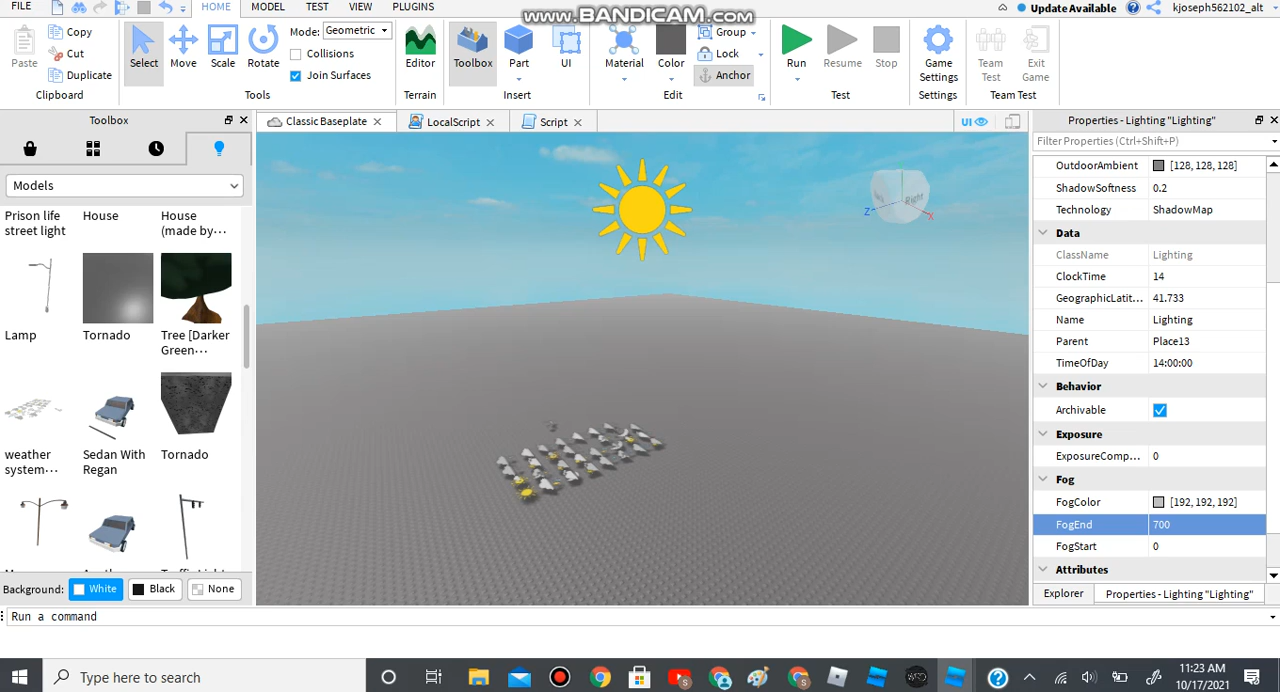 FILE HOME MODEL TEST VIEW PLUGINS
www.BANDICAM.com
Update Available kjoseph562102_alt
Paste Copy Cut Duplicate
Clipboard
Select Move Scale Rotate
Mode: Geometric
Collisions
Join Surfaces
Tools
Editor
Terrain
Toolbox Part UI
Insert
Material Color Group Lock Anchor
Edit
Run Resume Stop
Test
Game Settings
Settings
Team Test Exit Game
Team Test
Toolbox
Models
Prison life street light
House
House (made by⋯
Lamp
Tornado
Tree [Darker Green⋯
weather system⋯
Sedan With Regan
Tornado
Background: White Black None
Classic Baseplate LocalScript Script
UI
Right
Z X
Properties - Lighting "Lighting"
Filter Properties (Ctrl+Shift+P)
OutdoorAmbient [128, 128, 128]
ShadowSoftness 0.2
Technology ShadowMap
Data
ClassName Lighting
ClockTime 14
GeographicLatit... 41.733
Name Lighting
Parent Place13
TimeOfDay 14:00:00
Behavior
Archivable
Exposure
ExposureComp... 0
Fog
FogColor [192, 192, 192]
FogEnd 700
FogStart 0
Attributes
Explorer Properties - Lighting "Lighting"
Run a command
Type here to search
11:23 AM
10/17/2021